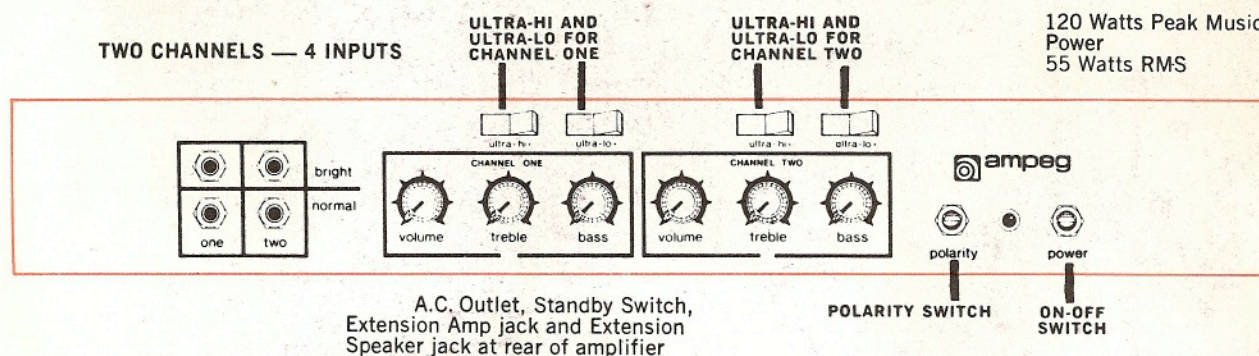 TWO CHANNELS — 4 INPUTS
ULTRA-HI AND
ULTRA-LO FOR
CHANNEL ONE
ULTRA-HI AND
ULTRA-LO FOR
CHANNEL TWO
120 Watts Peak Music
Power
55 Watts RMS
ultra-hi
ultra-lo
ultra-hi
ultra-lo
bright
normal
one
two
CHANNEL ONE
volume
treble
bass
CHANNEL TWO
volume
treble
bass
ampeg
polarity
power
POLARITY SWITCH
ON-OFF
SWITCH
A.C. Outlet, Standby Switch,
Extension Amp jack and Extension
Speaker jack at rear of amplifier